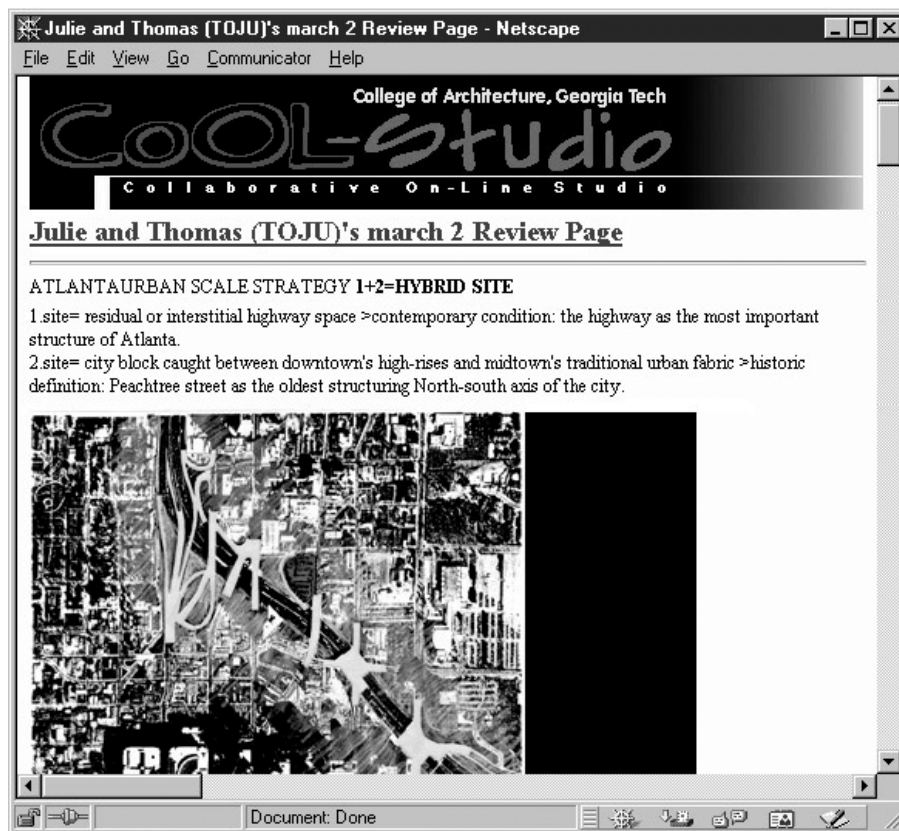 Julie and Thomas (TOJU)'s march 2 Review Page - Netscape
File Edit View Go Communicator Help
College of Architecture, Georgia Tech
CoOL-Studio
Collaborative On-Line Studio
Julie and Thomas (TOJU)'s march 2 Review Page
ATLANTAURBAN SCALE STRATEGY 1+2=HYBRID SITE
1.site= residual or interstitial highway space >contemporary condition: the highway as the most important
structure of Atlanta.
2.site= city block caught between downtown's high-rises and midtown's traditional urban fabric >historic
definition: Peachtree street as the oldest structuring North-south axis of the city.
Document: Done